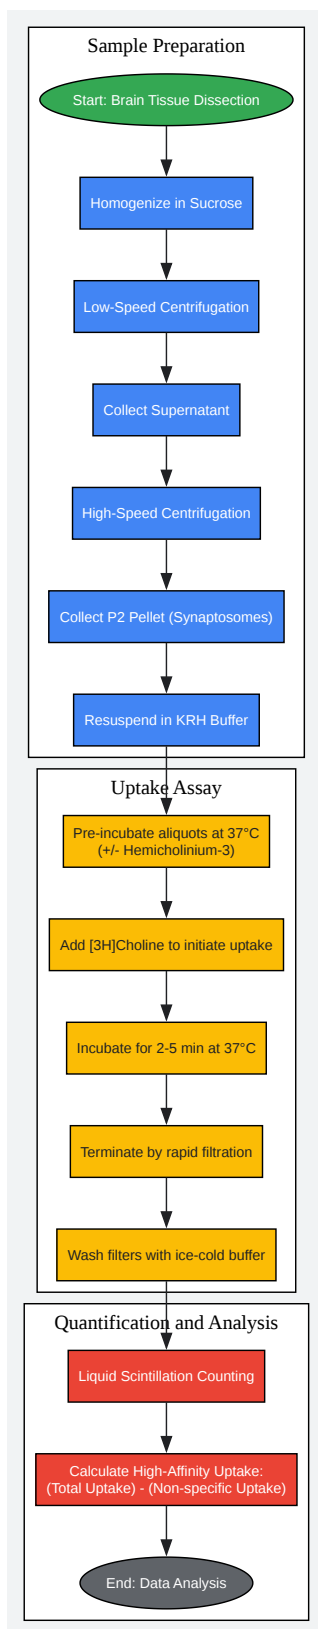 Sample Preparation
Start: Brain Tissue Dissection
Homogenize in Sucrose
Low-Speed Centrifugation
Collect Supernatant
High-Speed Centrifugation
Collect P2 Pellet (Synaptosomes)
Resuspend in KRH Buffer
Uptake Assay
Pre-incubate aliquots at 37°C
(+/- Hemicholinium-3)
Add [3H]Choline to initiate uptake
Incubate for 2-5 min at 37°C
Terminate by rapid filtration
Wash filters with ice-cold buffer
Quantification and Analysis
Liquid Scintillation Counting
Calculate High-Affinity Uptake:
(Total Uptake) - (Non-specific Uptake)
End: Data Analysis